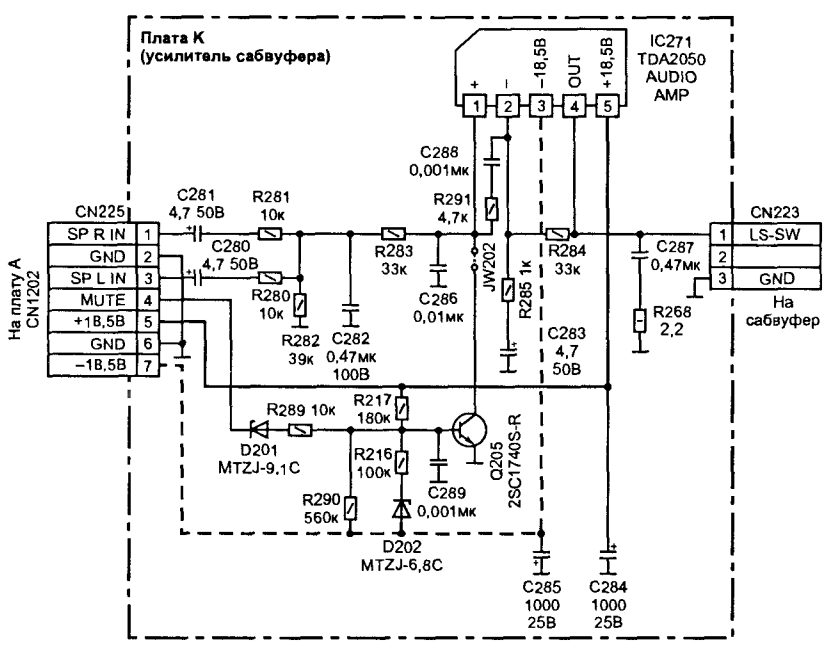 Плата К
(усилитель сабвуфера)
IC271
TDA2050
AUDIO
AMP
+
–
–18,5В
OUT
+18,5В
1
2
3
4
5
C288
0,001мк
R291
4,7к
CN225
SP R IN 1
GND 2
SP L IN 3
MUTE 4
+18,5В 5
GND 6
–18,5В 7
На плату А
CN1202
C281
4,7 50В
R281
10к
C280
4,7 50В
R280
10к
R282
39к
C282
0,47мк
100В
R283
33к
C286
0,01мк
JW202
R285 1к
R284
33к
C283
4,7
50В
C287
0,47мк
R268
2,2
CN223
1 LS-SW
2
3 GND
На
сабвуфер
R289 10к
D201
MTZJ-9.1C
R217
180к
R216
100к
R290
560к
D202
MTZJ-6,8C
C289
0,001мк
Q205
2SC1740S-R
C285
1000
25В
C284
1000
25В
+
+
+
+
+